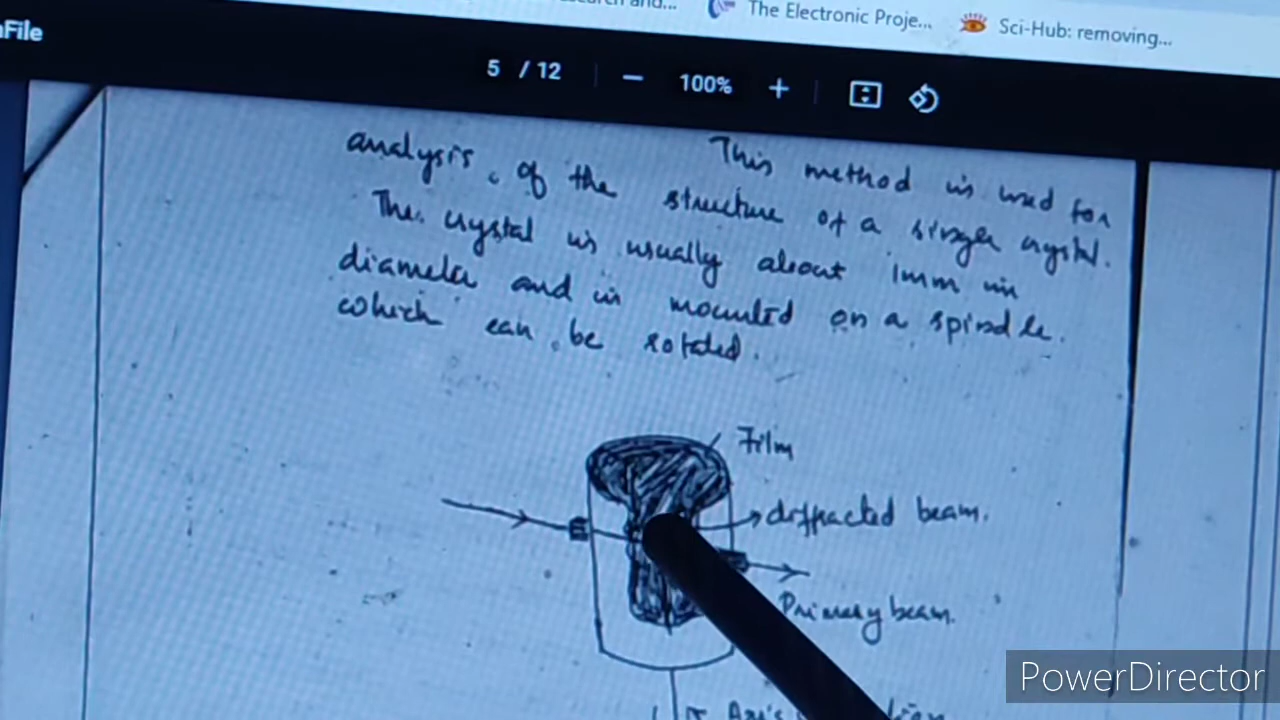 The Electronic Proje...
Sci-Hub: removing...
File
5 / 12
100%
This method is used for
analysis of the structure of a single crystal.
The crystal is usually about 1mm in
diameter and is mounted on a spindle.
which can be rotated.
Film
diffracted beam.
Primary beam.
PowerDirector